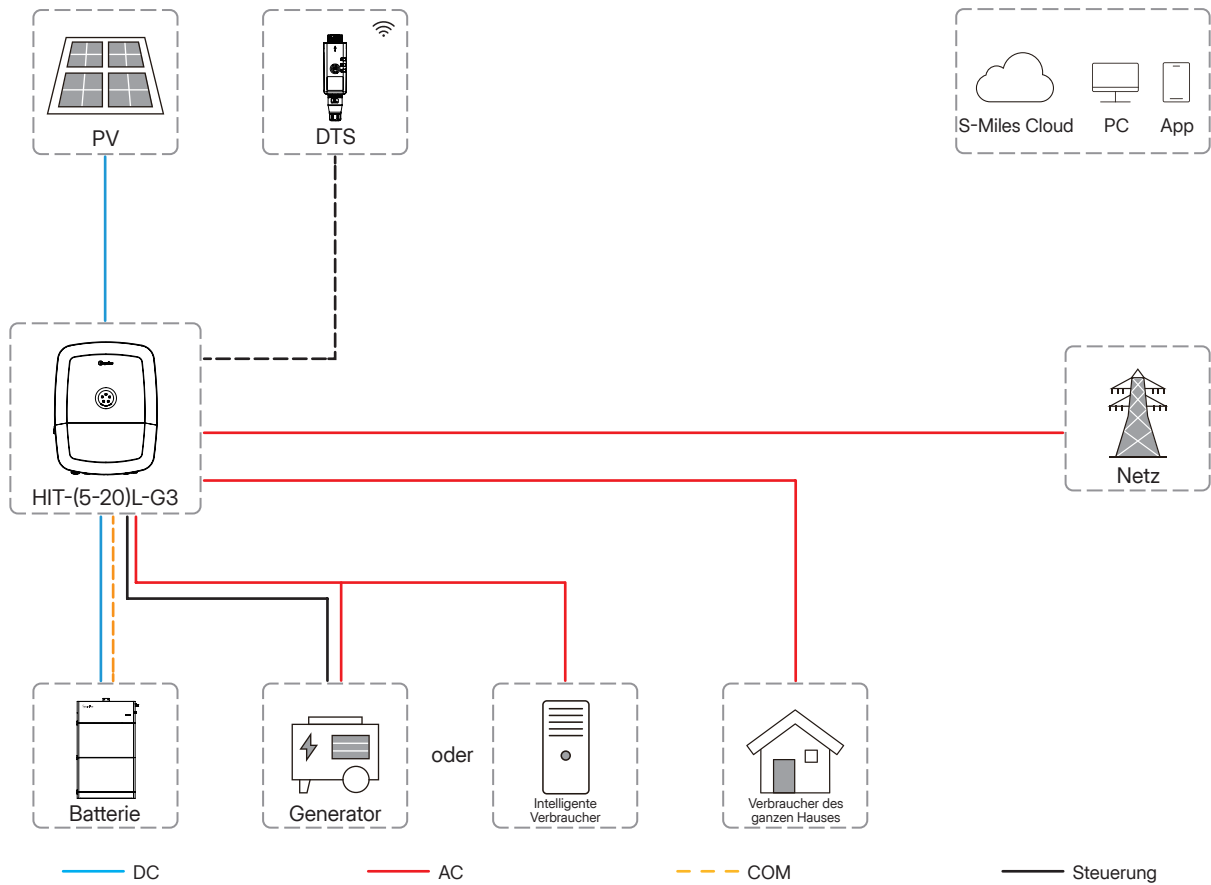 PV
DTS
S-Miles Cloud
PC
App
HIT-(5-20)L-G3
Netz
Batterie
Generator
oder
Intelligente
Verbraucher
Verbraucher des
ganzen Hauses
DC
AC
COM
Steuerung